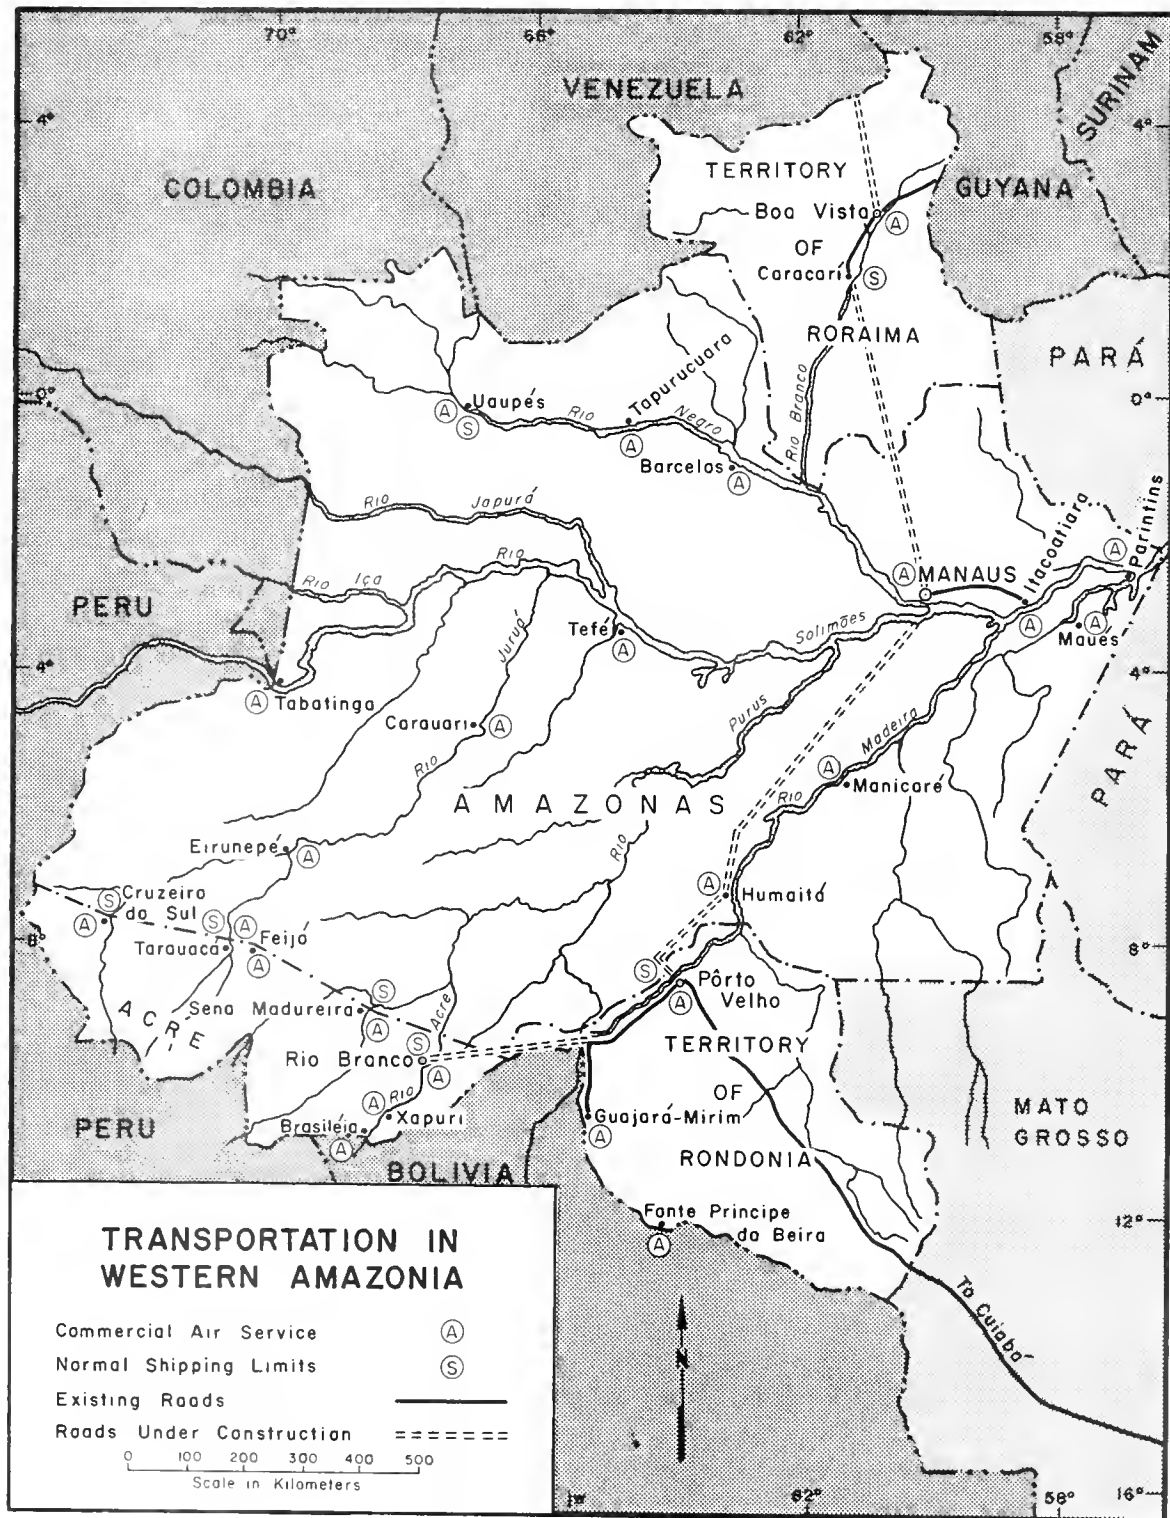 70°
66°
62°
58°
VENEZUELA
SURINAM
4°
4°
TERRITORY
COLOMBIA
GUYANA
Boa Vista
A
OF
Caracarí
S
RORAIMA
PARÁ
Tapurucuara
0°
0°
Uaupés
A
S
Rio
Negro
Rio Branco
A
Barcelos
A
Rio
Japurá
Parintins
Itacoatiara
Rio
A
A
MANAUS
Rio
Iça
PERU
Solimões
Tefé
A
Juruá
A
Maués
A
4°
4°
A
Tabatinga
Purus
Carauari
A
Madeira
PARÁ
Rio
A
Manicaré
AMAZONAS
Rio
Rio
Eirunepé
A
A
Humaitá
S
Cruzeiro
do Sul
A
S
A
Feijó
8°
Tarauacá
A
8°
S
Pôrto
Velho
A
S
Sena Madureira
A
Acre
ACRE
S
Rio Branco
A
TERRITORY
Rio
OF
MATO
GROSSO
A
Xapuri
Guajará-Mirim
A
PERU
Brasiléia
A
BOLIVIA
RONDONIA
Fonte Principe
da Beira
A
12°
TRANSPORTATION IN
WESTERN AMAZONIA
To Cuiabá
Commercial Air Service A
Normal Shipping Limits S
N
Existing Roads
Roads Under Construction
0 100 200 300 400 500
Scale in Kilometers
62°
58°
16°